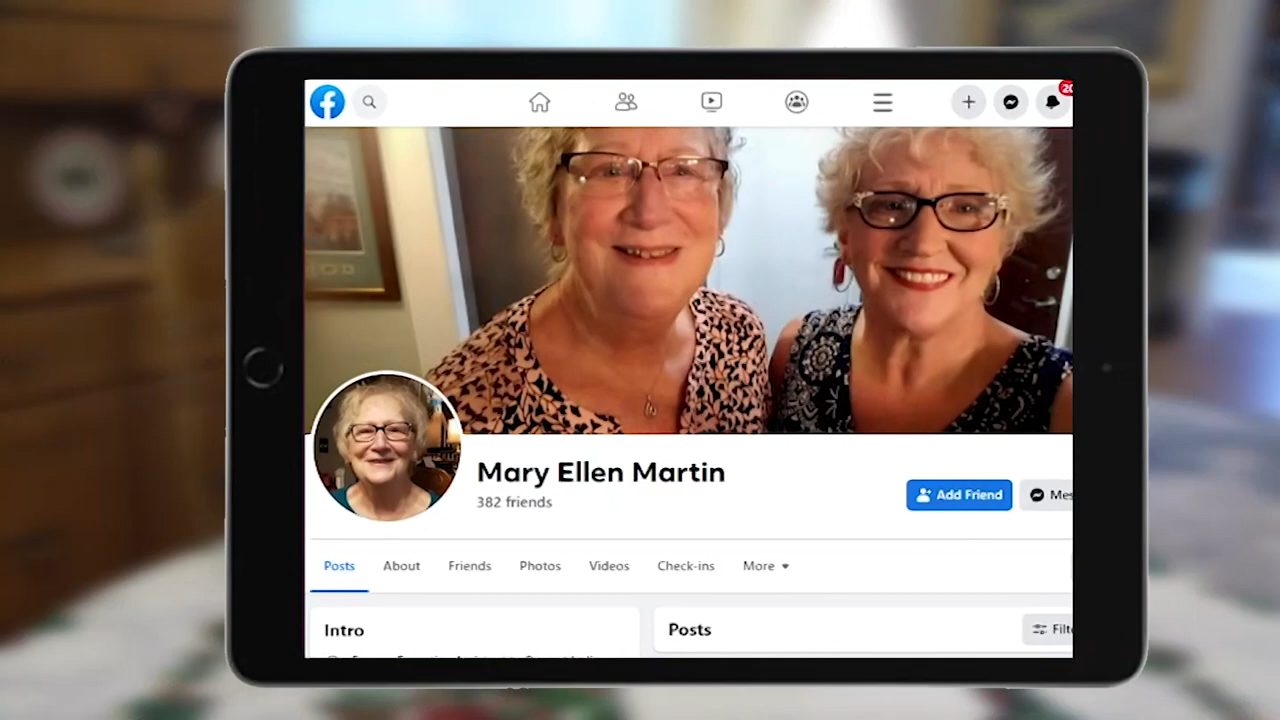 20
Mary Ellen Martin
382 friends
Add Friend
Mes
Posts
About
Friends
Photos
Videos
Check-ins
More
Intro
Posts
Filt